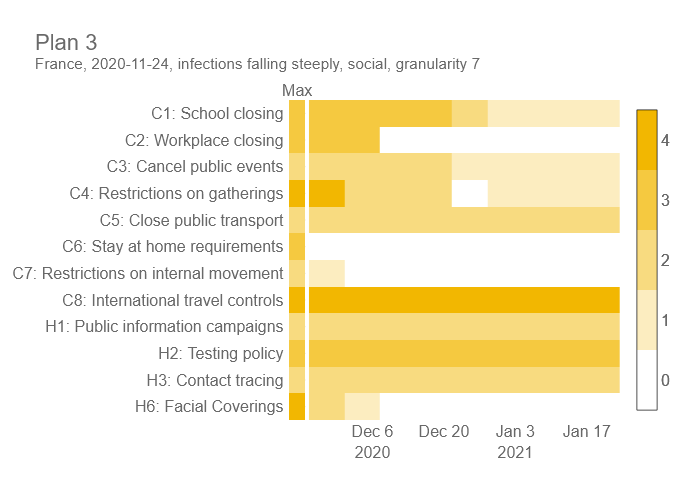 Plan 3
France, 2020-11-24, infections falling steeply, social, granularity 7
Max
C1: School closing
C2: Workplace closing
C3: Cancel public events
C4: Restrictions on gatherings
C5: Close public transport
C6: Stay at home requirements
C7: Restrictions on internal movement
C8: International travel controls
H1: Public information campaigns
H2: Testing policy
H3: Contact tracing
H6: Facial Coverings
4
3
2
1
0
Dec 6 Dec 20 Jan 3 Jan 17
2020 2021